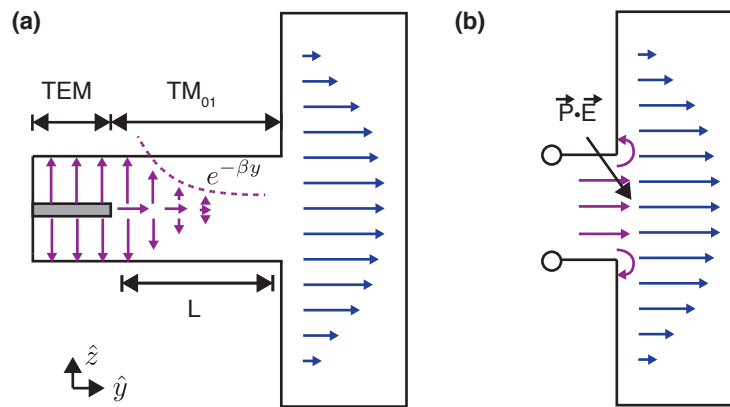 (a)
TEM
TM₀₁
e^{-βy}
L
ẑ
ŷ
(b)
P⃗•E⃗